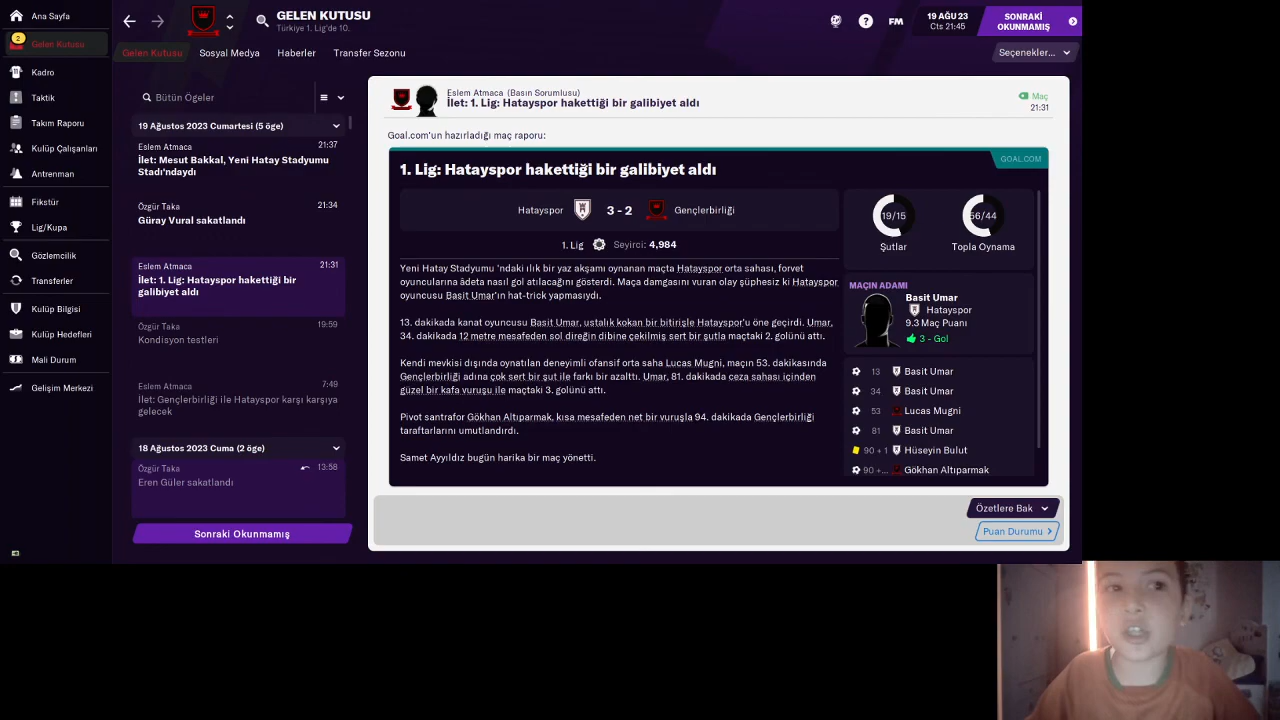 Ana Sayfa
2
Gelen Kutusu
Kadro
Taktik
Takım Raporu
Kulüp Çalışanları
Antrenman
Fikstür
Lig/Kupa
Gözlemcilik
Transferler
Kulüp Bilgisi
Kulüp Hedefleri
Mali Durum
Gelişim Merkezi
GELEN KUTUSU
Türkiye 1. Lig'de 10.
?
FM
19 AĞU 23
Cts 21:45
SONRAKİ
OKUNMAMIŞ
Gelen Kutusu
Sosyal Medya
Haberler
Transfer Sezonu
Seçenekler...
Bütün Ögeler
19 Ağustos 2023 Cumartesi (5 öge)
Eslem Atmaca 21:37
İlet: Mesut Bakkal, Yeni Hatay Stadyumu
Stadı'ndaydı
Özgür Taka 21:34
Güray Vural sakatlandı
Eslem Atmaca 21:31
İlet: 1. Lig: Hatayspor hakettiği bir
galibiyet aldı
Özgür Taka 19:59
Kondisyon testleri
Eslem Atmaca 7:49
İlet: Gençlerbirliği ile Hatayspor karşı karşıya
gelecek
18 Ağustos 2023 Cuma (2 öge)
Özgür Taka 13:58
Eren Güler sakatlandı
Sonraki Okunmamış
Eslem Atmaca (Basın Sorumlusu)
İlet: 1. Lig: Hatayspor hakettiği bir galibiyet aldı
Maç
21:31
Goal.com'un hazırladığı maç raporu:
GOAL.COM
1. Lig: Hatayspor hakettiği bir galibiyet aldı
Hatayspor 3 - 2 Gençlerbirliği
1. Lig Seyirci: 4,984
Yeni Hatay Stadyumu 'ndaki ılık bir yaz akşamı oynanan maçta Hatayspor orta sahası, forvet
oyuncularına âdeta nasıl gol atılacağını gösterdi. Maça damgasını vuran olay şüphesiz ki Hatayspor
oyuncusu Basit Umar'ın hat-trick yapmasıydı.
13. dakikada kanat oyuncusu Basit Umar, ustalık kokan bir bitirişle Hatayspor'u öne geçirdi. Umar,
34. dakikada 12 metre mesafeden sol direğin dibine çekilmiş sert bir şutla maçtaki 2. golünü attı.
Kendi mevkisi dışında oynatılan deneyimli ofansif orta saha Lucas Mugni, maçın 53. dakikasında
Gençlerbirliği adına çok sert bir şut ile farkı bir azalttı. Umar, 81. dakikada ceza sahası içinden
güzel bir kafa vuruşu ile maçtaki 3. golünü attı.
Pivot santrafor Gökhan Altıparmak, kısa mesafeden net bir vuruşla 94. dakikada Gençlerbirliği
taraftarlarını umutlandırdı.
Samet Ayyıldız bugün harika bir maç yönetti.
19/15
56/44
Şutlar
Topla Oynama
MAÇIN ADAMI
Basit Umar
Hatayspor
9.3 Maç Puanı
3 - Gol
13 Basit Umar
34 Basit Umar
53 Lucas Mugni
81 Basit Umar
90 + 1 Hüseyin Bulut
90 +... Gökhan Altıparmak
Özetlere Bak
Puan Durumu